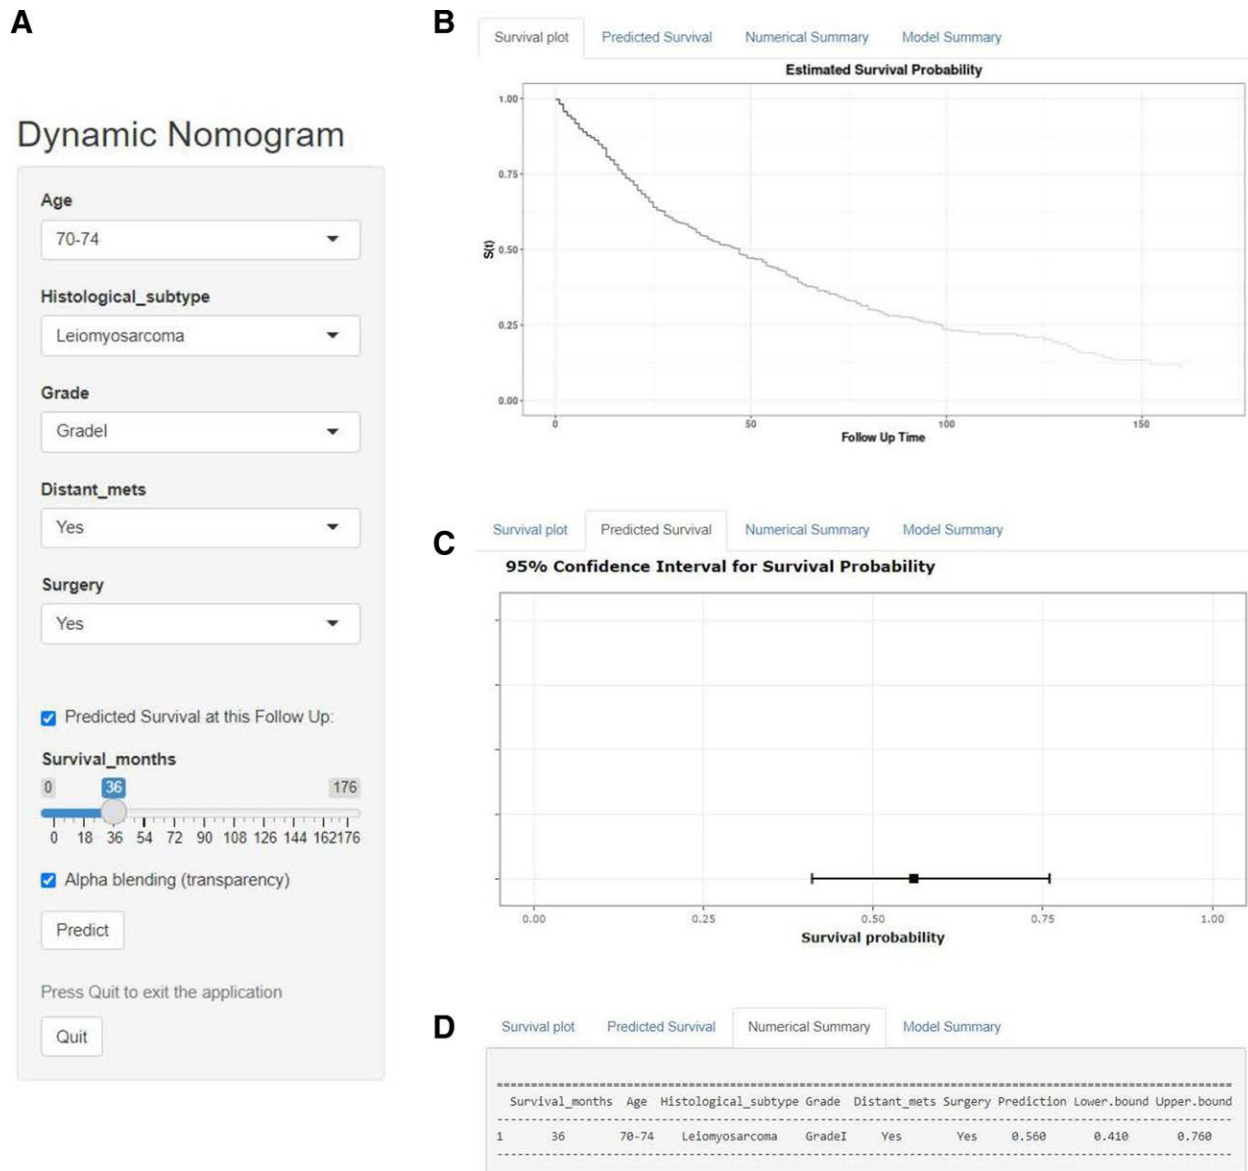 A
Dynamic Nomogram
Age
70-74
Histological_subtype
Leiomyosarcoma
Grade
GradeI
Distant_mets
Yes
Surgery
Yes
Predicted Survival at this Follow Up:
Survival_months
0 36 176
0 18 36 54 72 90 108 126 144 162176
Alpha blending (transparency)
Predict
Press Quit to exit the application
Quit
B
Survival plot Predicted Survival Numerical Summary Model Summary
Estimated Survival Probability
1.00
0.75
0.50
0.25
0.00
S(t)
0 50 100 150
Follow Up Time
C
Survival plot Predicted Survival Numerical Summary Model Summary
95% Confidence Interval for Survival Probability
0.00 0.25 0.50 0.75 1.00
Survival probability
D
Survival plot Predicted Survival Numerical Summary Model Summary
Survival_months Age Histological_subtype Grade Distant_mets Surgery Prediction Lower.bound Upper.bound
1 36 70-74 Leiomyosarcoma GradeI Yes Yes 0.560 0.410 0.760